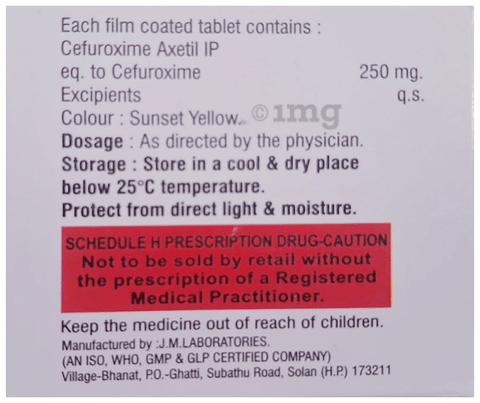 Each film coated tablet contains :
Cefuroxime Axetil IP
eq. to Cefuroxime 250 mg.
Excipients q.s.
Colour : Sunset Yellow. ©1mg
Dosage : As directed by the physician.
Storage : Store in a cool & dry place
below 25°C temperature.
Protect from direct light & moisture.
SCHEDULE H PRESCRIPTION DRUG-CAUTION
Not to be sold by retail without
the prescription of a Registered
Medical Practitioner.
Keep the medicine out of reach of children.
Manufactured by :J.M.LABORATORIES.
(AN ISO, WHO, GMP & GLP CERTIFIED COMPANY)
Village-Bhanat, P.O.-Ghatti, Subathu Road, Solan (H.P.) 173211